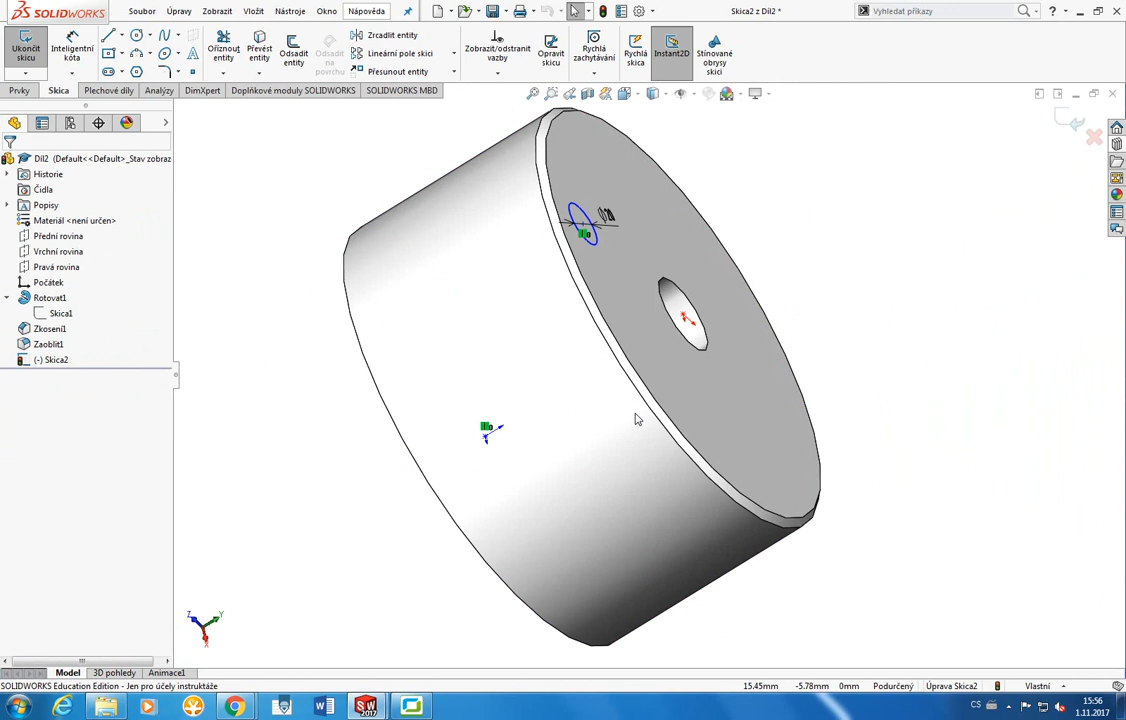 SOLIDWORKS Soubor Úpravy Zobrazit Vložit Nástroje Okno Nápověda Skica2 z Díl2 * Vyhledat příkazy
Ukončit skicu
Inteligentní kóta
Oříznout entity
Převést entity
Odsadit entity
Odsadit na povrchu
Zrcadlit entity
Lineární pole skici
Přesunout entity
Zobrazit/odstranit vazby
Opravit skicu
Rychlá zachytávání
Rychlá skica
Instant2D
Stínované obrysy skici
Prvky Skica Plechové díly Analýzy DimXpert Doplňkové moduly SOLIDWORKS SOLIDWORKS MBD
Díl2 (Default<<Default>_Stav zobraz
Historie
Čidla
Popisy
Materiál <není určen>
Přední rovina
Vrchní rovina
Pravá rovina
Počátek
Rotovat1
Skica1
Zkosení1
Zaoblit1
(-) Skica2
Z Y
X
Model 3D pohledy Animace1
SOLIDWORKS Education Edition - Jen pro účely instruktáže 15.45mm -5.78mm 0mm Podurčený Úprava Skica2 Vlastní
CS 15:56
1.11.2017